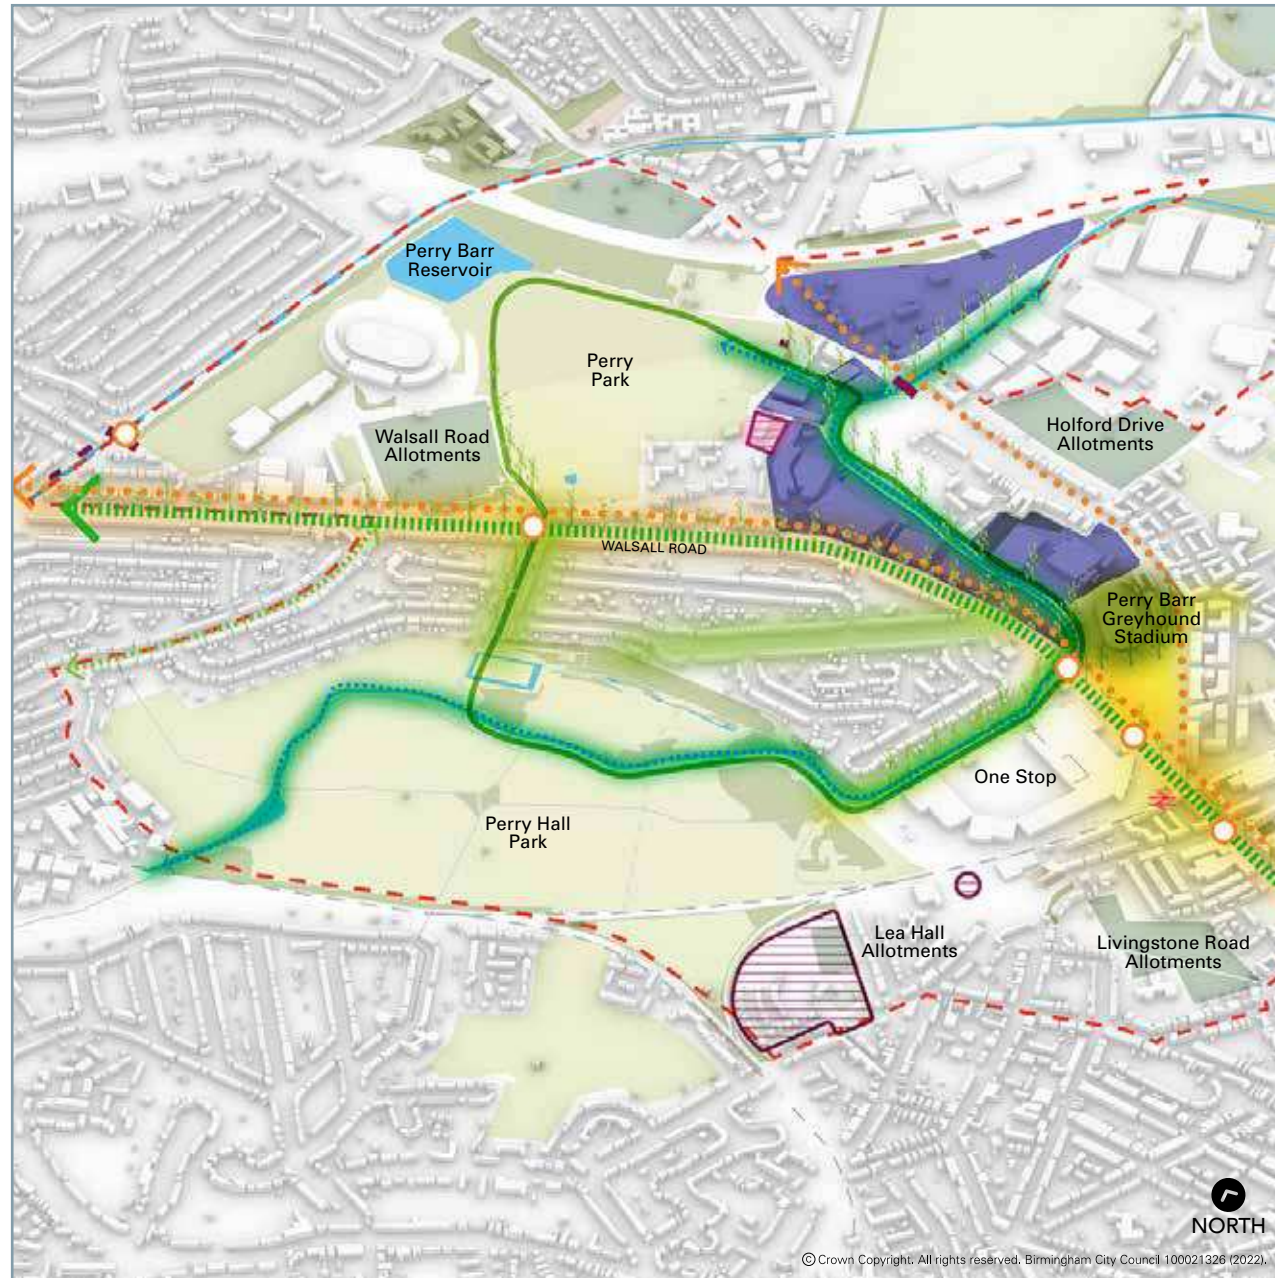 Perry Barr
Reservoir
Perry
Park
Walsall Road
Allotments
Holford Drive
Allotments
WALSALL ROAD
Perry Barr
Greyhound
Stadium
One Stop
Perry Hall
Park
Lea Hall
Allotments
Livingstone Road
Allotments
NORTH
© Crown Copyright. All rights reserved. Birmingham City Council 100021326 (2022).